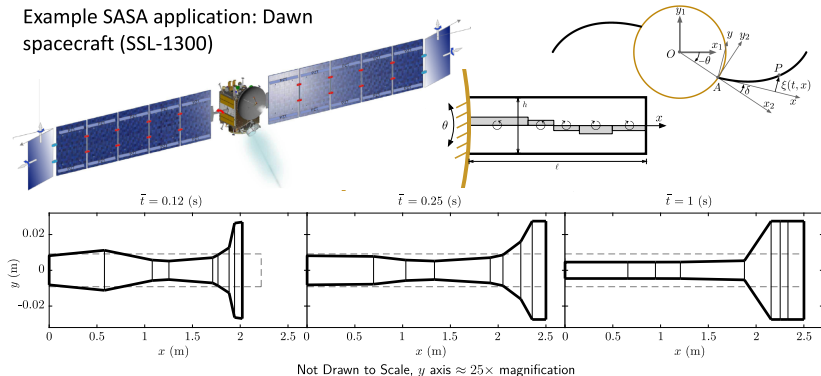 Example SASA application: Dawn
spacecraft (SSL-1300)
y₁
y
y₂
O
x₁
−θ
P
A
δ
ξ(t, x)
x
x₂
θ
h
x
ℓ
t̄ = 0.12 (s)
t̄ = 0.25 (s)
t̄ = 1 (s)
y (m)
0.02
0
-0.02
0 0.5 1 1.5 2 2.5
0 0.5 1 1.5 2 2.5
0 0.5 1 1.5 2 2.5
x (m)
x (m)
x (m)
Not Drawn to Scale, y axis ≈ 25× magnification